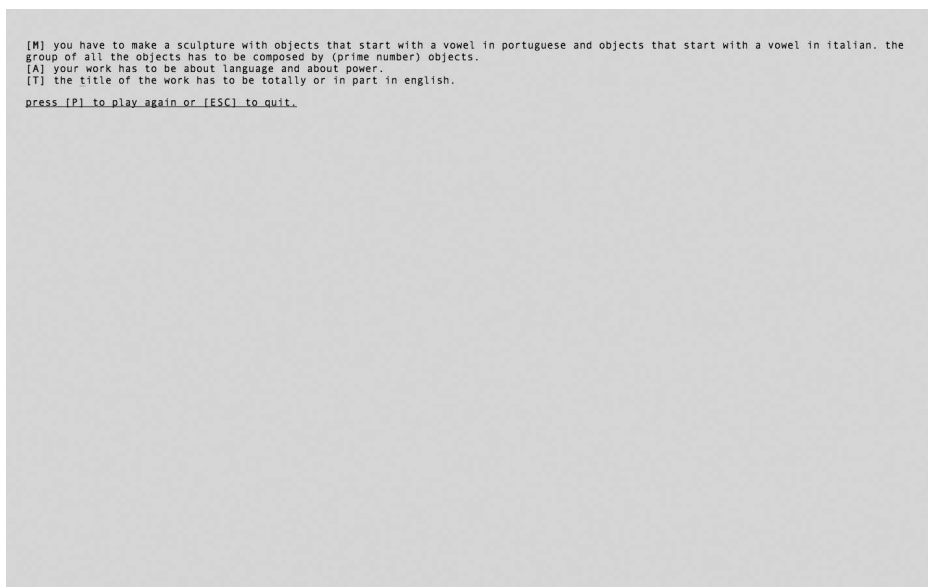 [M] you have to make a sculpture with objects that start with a vowel in portuguese and objects that start with a vowel in italian. the
group of all the objects has to be composed by (prime number) objects.
[A] your work has to be about language and about power.
[T] the title of the work has to be totally or in part in english.
press [P] to play again or [ESC] to quit.